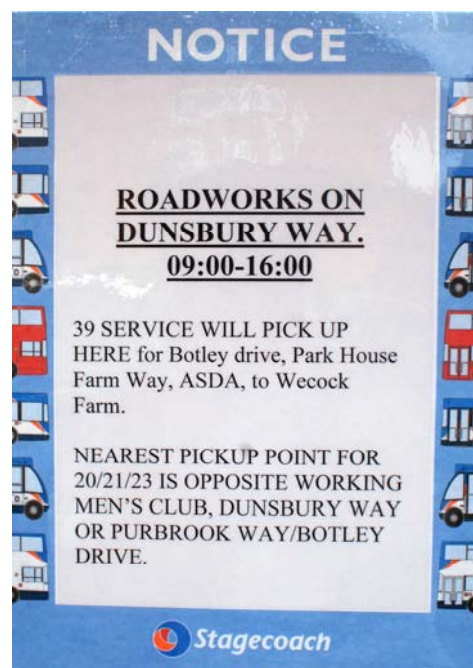 NOTICE
ROADWORKS ON
DUNSBURY WAY.
09:00-16:00
39 SERVICE WILL PICK UP
HERE for Botley drive, Park House
Farm Way, ASDA, to Wecock
Farm.
NEAREST PICKUP POINT FOR
20/21/23 IS OPPOSITE WORKING
MEN'S CLUB, DUNSBURY WAY
OR PURBROOK WAY/BOTLEY
DRIVE.
Stagecoach